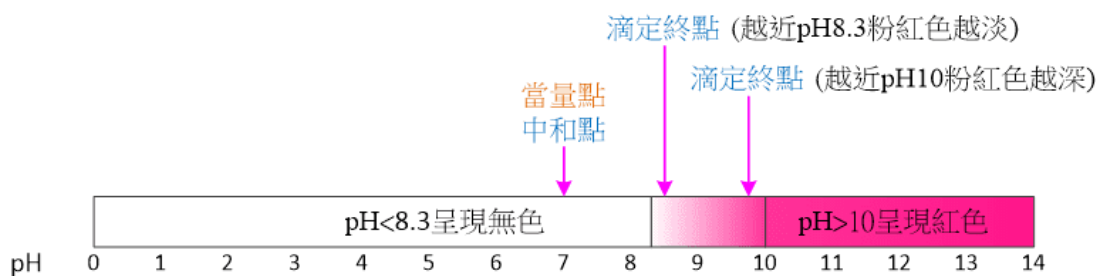 滴定終點 (越近pH8.3粉紅色越淡)
滴定終點 (越近pH10粉紅色越深)
當量點
中和點
pH<8.3呈現無色
pH>10呈現紅色
pH 0 1 2 3 4 5 6 7 8 9 10 11 12 13 14